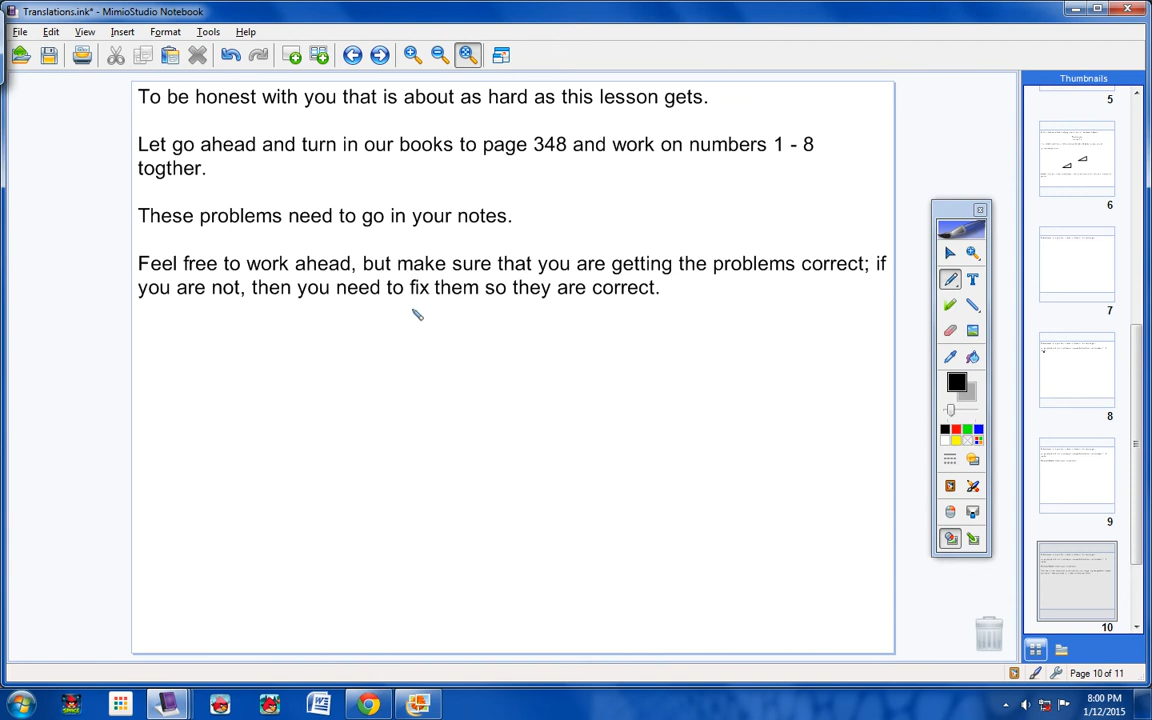 Translations.ink* - MimioStudio Notebook
File Edit View Insert Format Tools Help
To be honest with you that is about as hard as this lesson gets.
Let go ahead and turn in our books to page 348 and work on numbers 1 - 8
togther.
These problems need to go in your notes.
Feel free to work ahead, but make sure that you are getting the problems correct; if
you are not, then you need to fix them so they are correct.
Thumbnails
5
6
7
8
9
10
Page 10 of 11
8:00 PM
1/12/2015